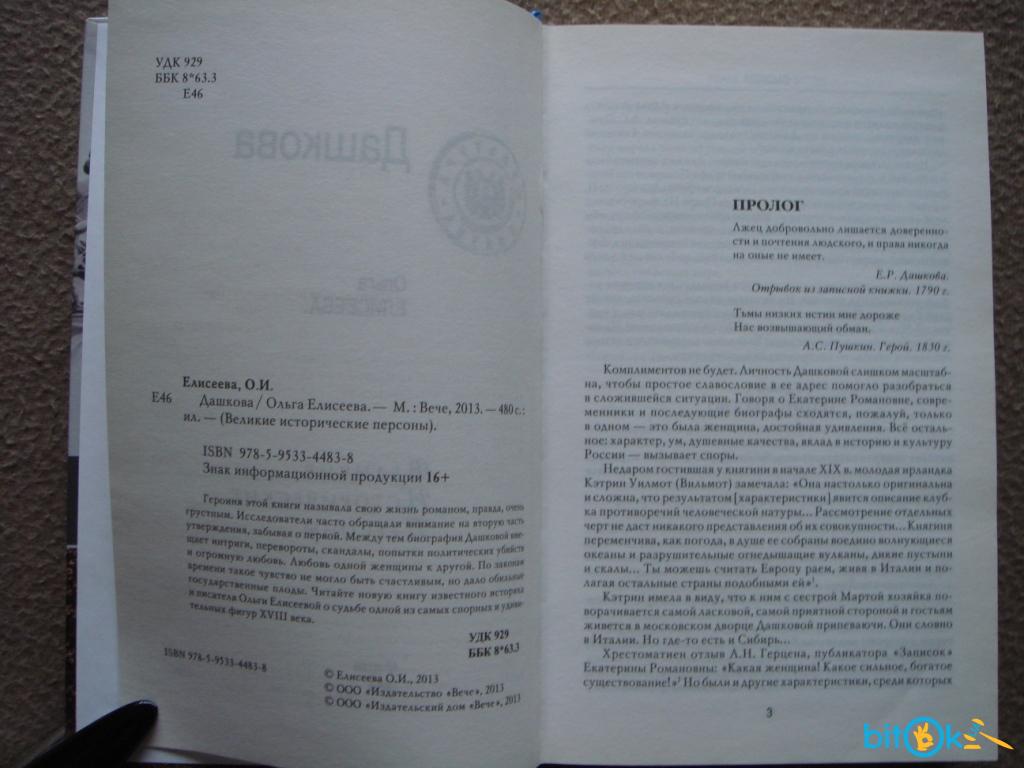 УДК 929
ББК 8*63.3
Е46
Дашкова
Ольга
ЕЛИСЕЕВА
Елисеева, О.И.
Е46
Дашкова / Ольга Елисеева. — М. : Вече, 2013. — 480 с.:
ил. — (Великие исторические персоны).
ISBN 978-5-9533-4483-8
Знак информационной продукции 16+
Героиня этой книги называла свою жизнь романом, правда, очень
грустным. Исследователи часто обращали внимание на вторую часть
утверждения, забывая о первой. Между тем биография Дашковой вме-
щает интриги, перевороты, скандалы, попытки политических убийств
и огромную любовь. Любовь одной женщины к другой. По законам
времени такое чувство не могло быть счастливым, но дало обильные
государственные плоды. Читайте новую книгу известного историка
и писателя Ольги Елисеевой о судьбе одной из самых спорных и удиви-
тельных фигур XVIII века.
УДК 929
ББК 8*63.3
ISBN 978-5-9533-4483-8
© Елисеева О.И., 2013
© ООО «Издательство «Вече», 2013
© ООО «Издательский дом «Вече», 2013
ПРОЛОГ
Лжец добровольно лишается доверенно-
сти и почтения людского, и права никогда
на оные не имеет.
Е.Р. Дашкова.
Отрывок из записной книжки. 1790 г.
Тьмы низких истин мне дороже
Нас возвышающий обман.
А.С. Пушкин. Герой. 1830 г.
Комплиментов не будет. Личность Дашковой слишком масштаб-
на, чтобы простое славословие в ее адрес помогло разобраться
в сложившейся ситуации. Говоря о Екатерине Романовне, совре-
менники и последующие биографы сходятся, пожалуй, только
в одном — это была женщина, достойная удивления. Всё осталь-
ное: характер, ум, душевные качества, вклад в историю и культуру
России — вызывает споры.
Недаром гостившая у княгини в начале XIX в. молодая ирландка
Кэтрин Уилмот (Вильмот) замечала: «Она настолько оригинальна
и сложна, что результатом [характеристики] явится описание клуб-
ка противоречий человеческой натуры... Рассмотрение отдельных
черт не даст никакого представления об их совокупности... Княгиня
переменчива, как погода, в душе ее собраны воедино волнующиеся
океаны и разрушительные огнедышащие вулканы, дикие пустыни
и скалы... Ты можешь считать Европу раем, живя в Италии и по-
лагая остальные страны подобными ей»¹.
Кэтрин имела в виду, что к ним с сестрой Мартой хозяйка по-
ворачивается самой ласковой, самой приятной стороной и гостьям
живется в московском дворце Дашковой припеваючи. Они словно
в Италии. Но где-то есть и Сибирь...
Хрестоматиен отзыв А.Н. Герцена, публикатора «Записок»
Екатерины Романовны: «Какая женщина! Какое сильное, богатое
существование!»² Но были и другие характеристики, среди которых
3
bitok